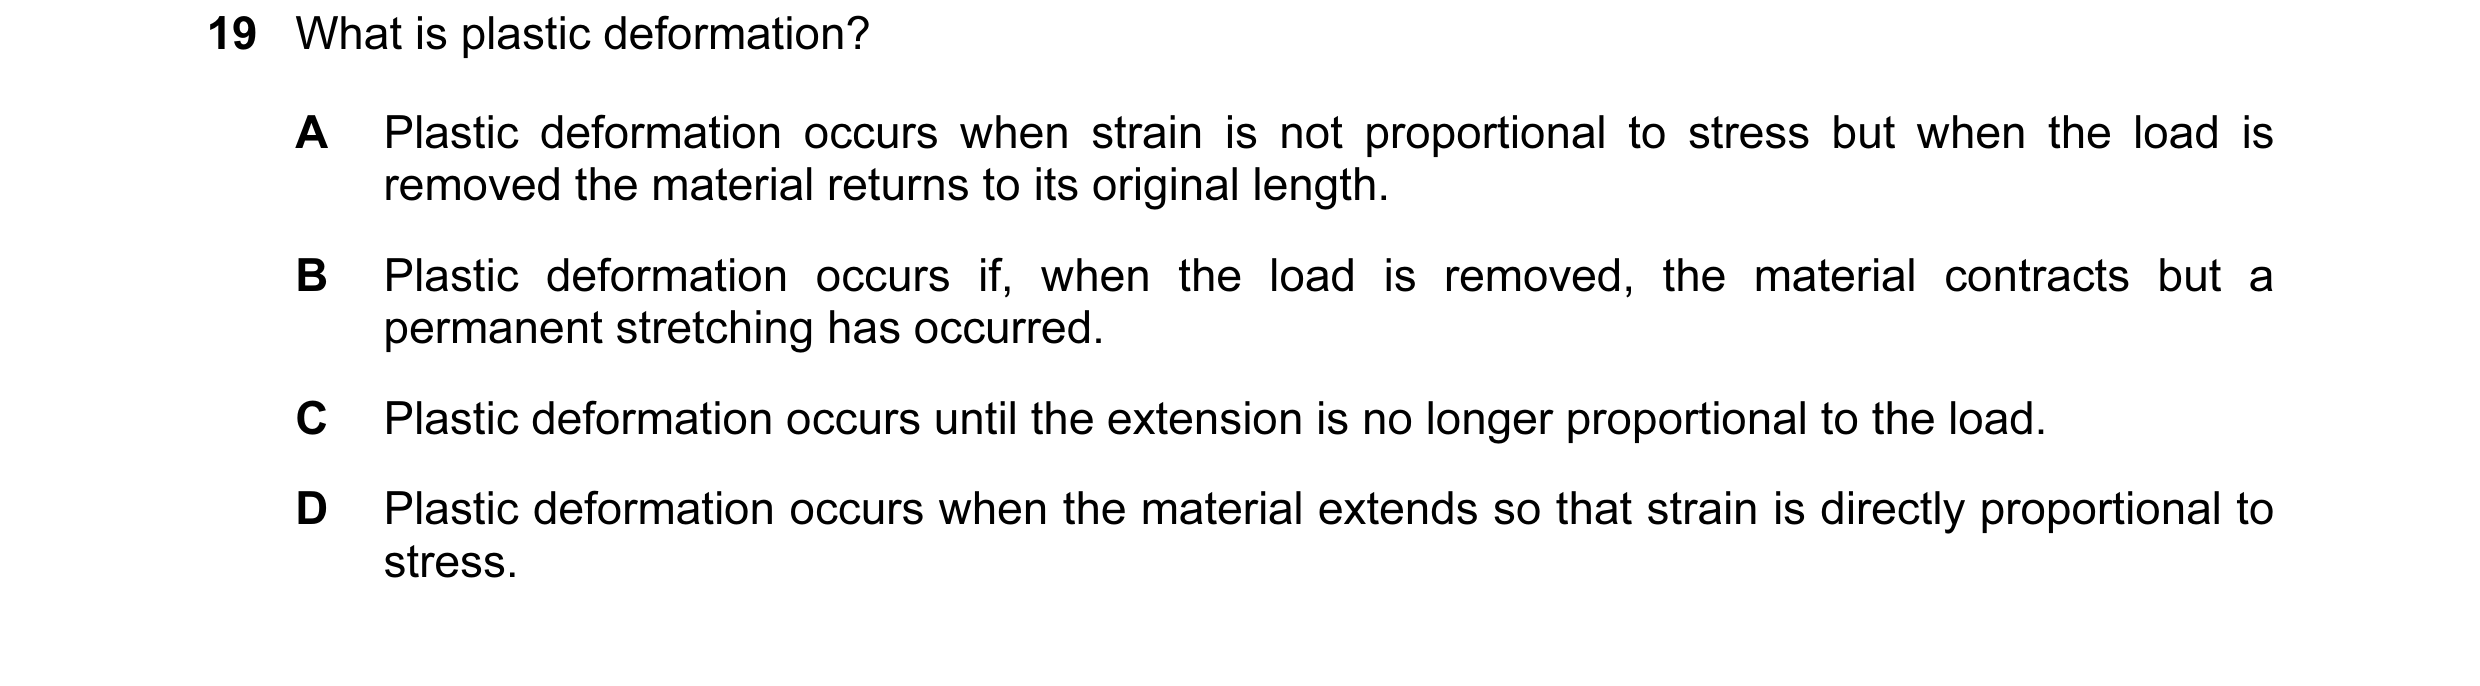 19 What is plastic deformation?
A Plastic deformation occurs when strain is not proportional to stress but when the load is
removed the material returns to its original length.
B Plastic deformation occurs if, when the load is removed, the material contracts but a
permanent stretching has occurred.
C Plastic deformation occurs until the extension is no longer proportional to the load.
D Plastic deformation occurs when the material extends so that strain is directly proportional to
stress.